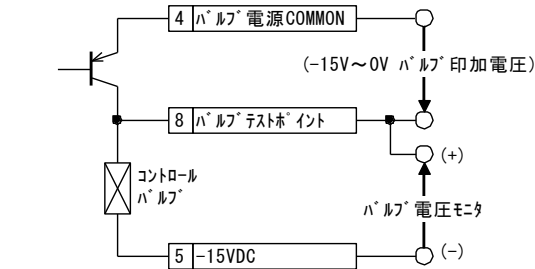 4 ﾊﾞﾙﾌﾞ電源COMMON
(-15V～0V ﾊﾞﾙﾌﾞ印加電圧)
8 ﾊﾞﾙﾌﾞﾃｽﾄﾎﾟｲﾝﾄ
(+)
ｺﾝﾄﾛｰﾙ
ﾊﾞﾙﾌﾞ
ﾊﾞﾙﾌﾞ電圧ﾓﾆﾀ
5 -15VDC
(-)